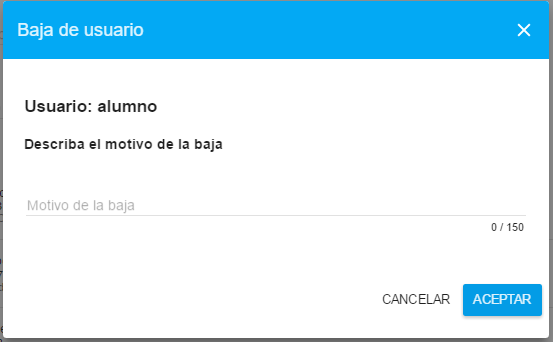 Baja de usuario
Usuario: alumno
Describa el motivo de la baja
Motivo de la baja
0 / 150
CANCELAR ACEPTAR